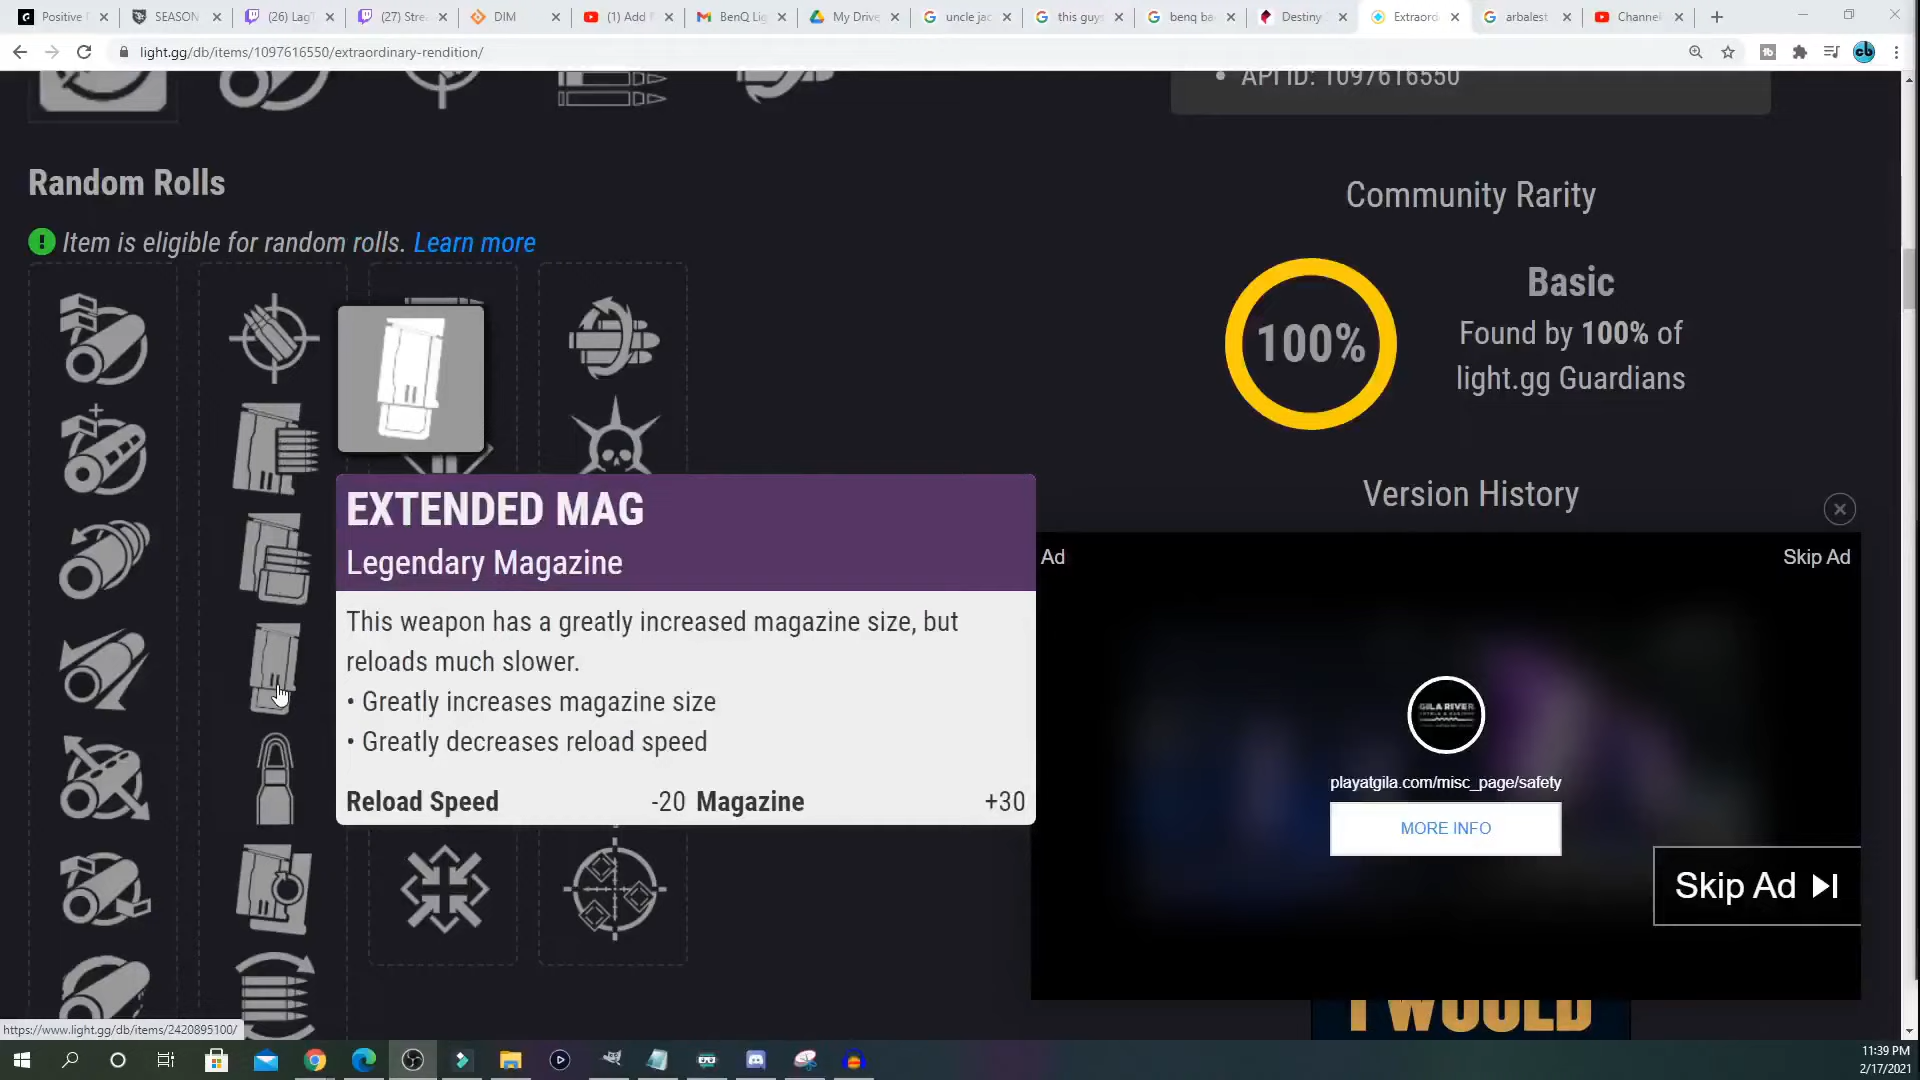 Positive
SEASON
(26) Lag
(27) Stre
DIM
(1) Add
BenQ Lig
My Drive
uncle jac
this guy
benq ba
Destiny
Extraord
arbalest
Channel
light.gg/db/items/1097616550/extraordinary-rendition/
API ID: 1097616550
Random Rolls
Item is eligible for random rolls. Learn more
Community Rarity
100%
Basic
Found by 100% of
light.gg Guardians
Version History
EXTENDED MAG
Legendary Magazine
This weapon has a greatly increased magazine size, but
reloads much slower.
• Greatly increases magazine size
• Greatly decreases reload speed
Reload Speed -20 Magazine +30
Ad
Skip Ad
GILA RIVER
playatgila.com/misc_page/safety
MORE INFO
Skip Ad
I WOULD
https://www.light.gg/db/items/2420895100/
11:39 PM
2/17/2021